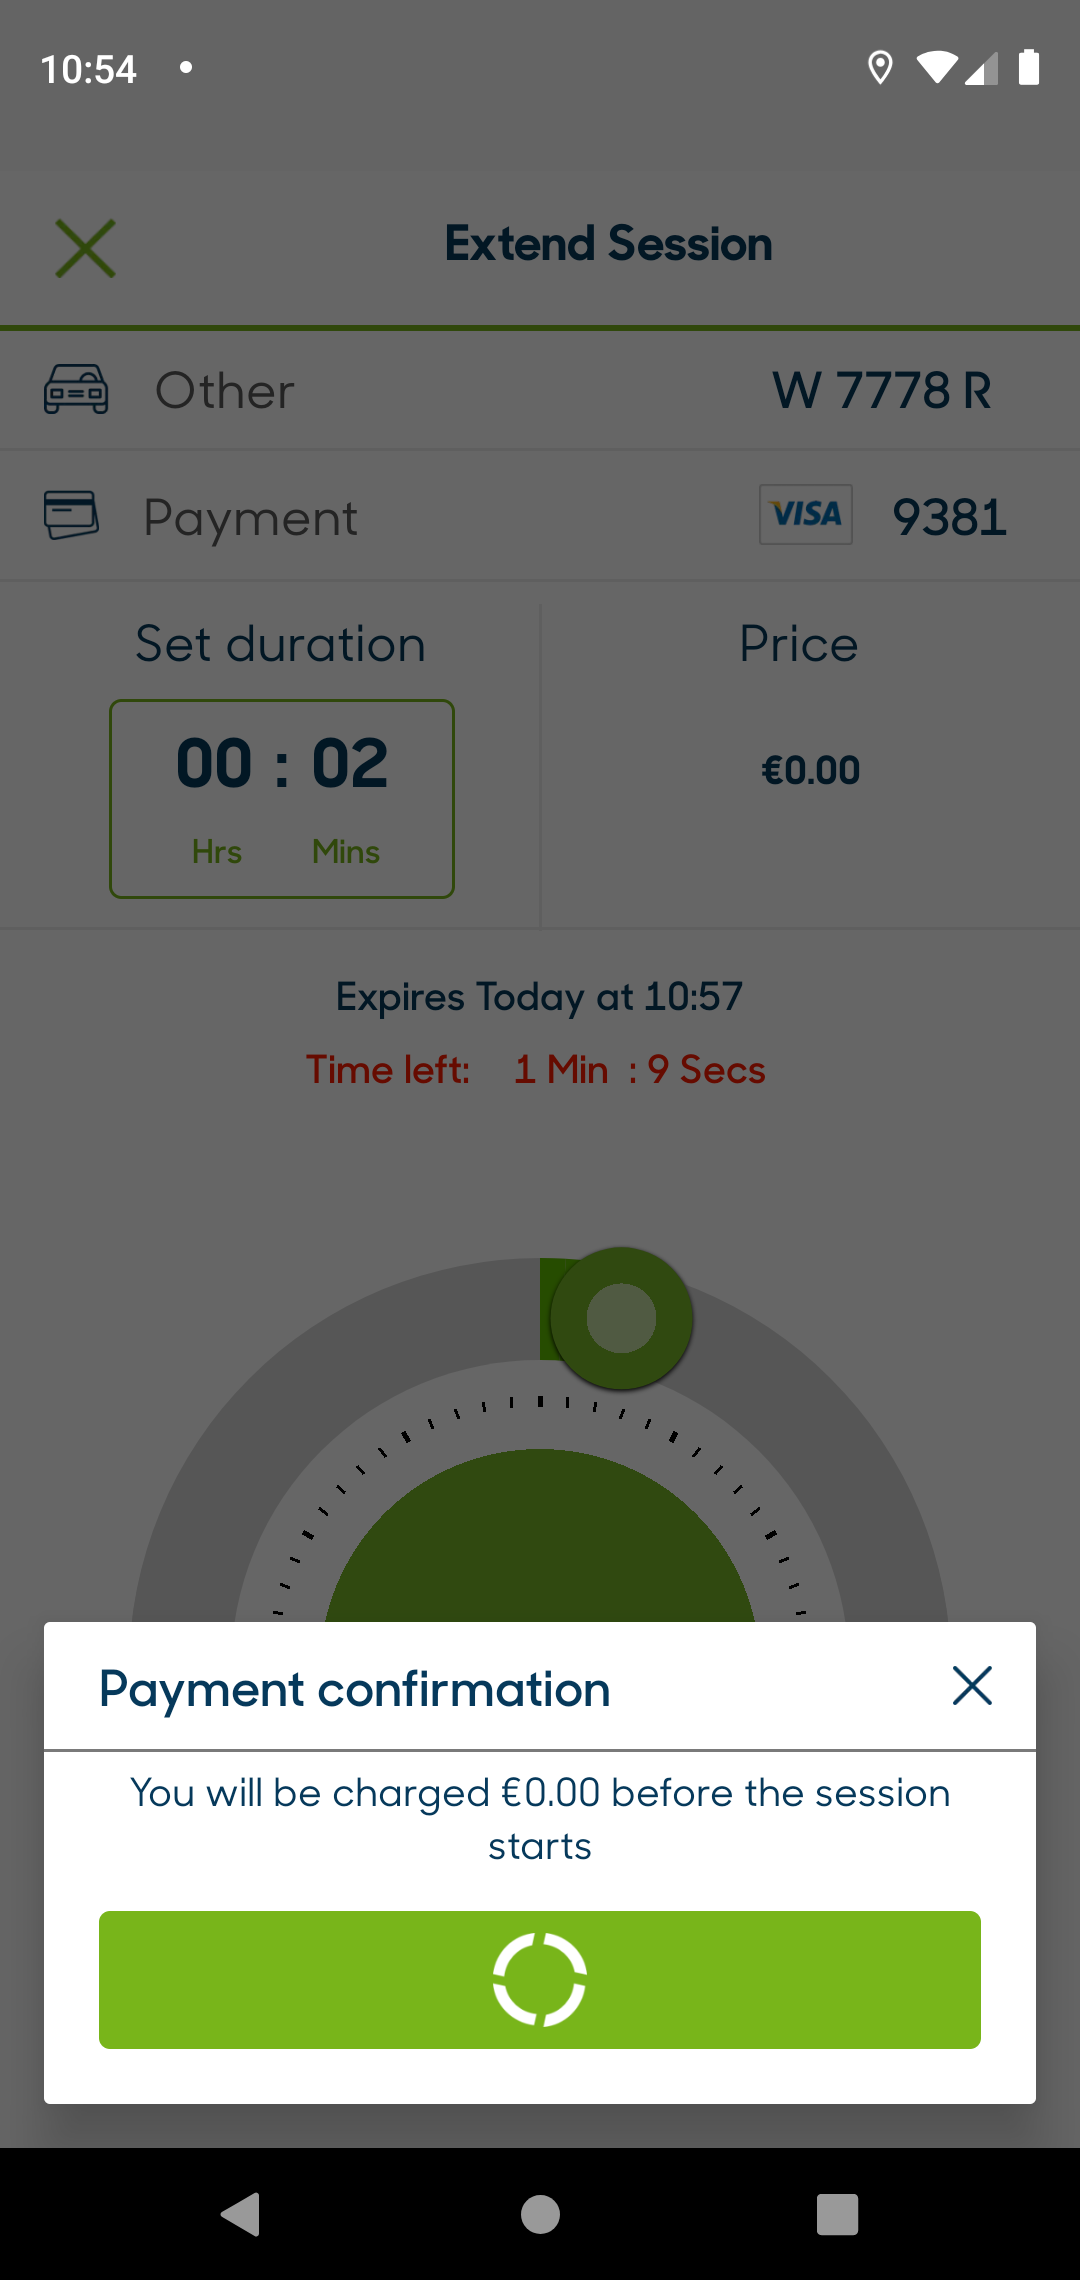 10:54
Extend Session
Other W 7778 R
Payment VISA 9381
Set duration Price
00 : 02
€0.00
Hrs Mins
Expires Today at 10:57
Time left: 1 Min : 9 Secs
Payment confirmation
You will be charged €0.00 before the session
starts